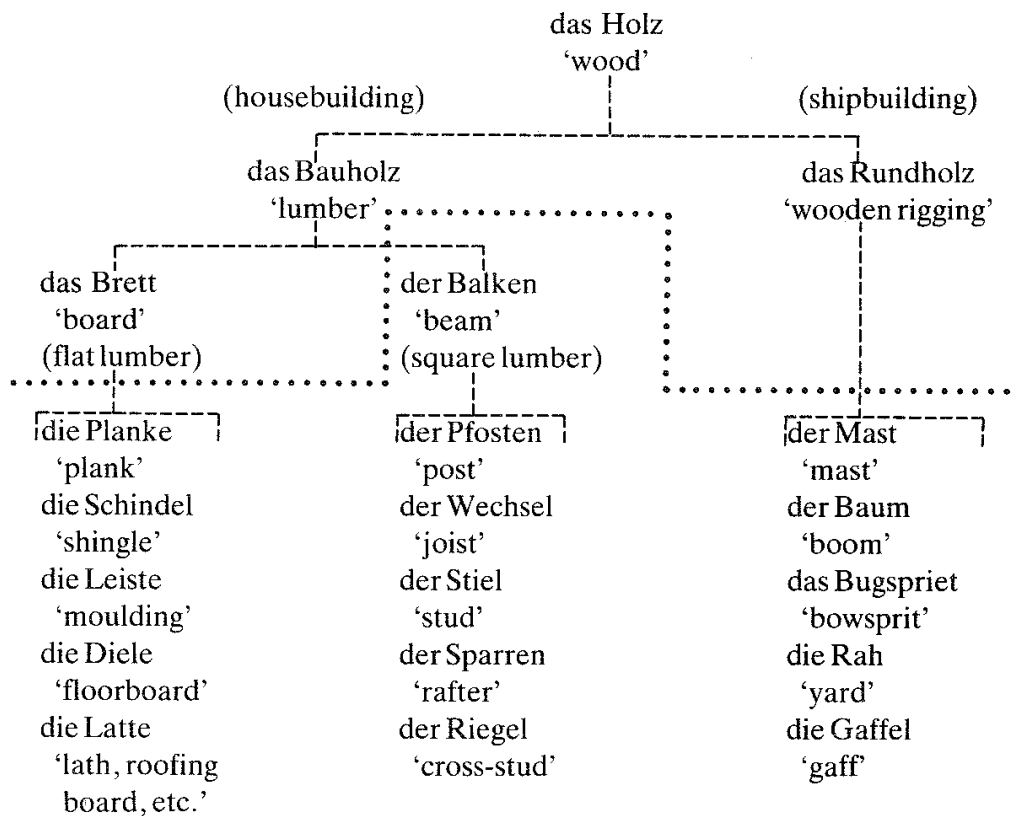 das Holz
‘wood’
(housebuilding)
(shipbuilding)
das Bauholz
‘lumber’
das Rundholz
‘wooden rigging’
das Brett
‘board’
(flat lumber)
der Balken
‘beam’
(square lumber)
die Planke
‘plank’
die Schindel
‘shingle’
die Leiste
‘moulding’
die Diele
‘floorboard’
die Latte
‘lath, roofing
board, etc.’
der Pfosten
‘post’
der Wechsel
‘joist’
der Stiel
‘stud’
der Sparren
‘rafter’
der Riegel
‘cross-stud’
der Mast
‘mast’
der Baum
‘boom’
das Bugspriet
‘bowsprit’
die Rah
‘yard’
die Gaffel
‘gaff’